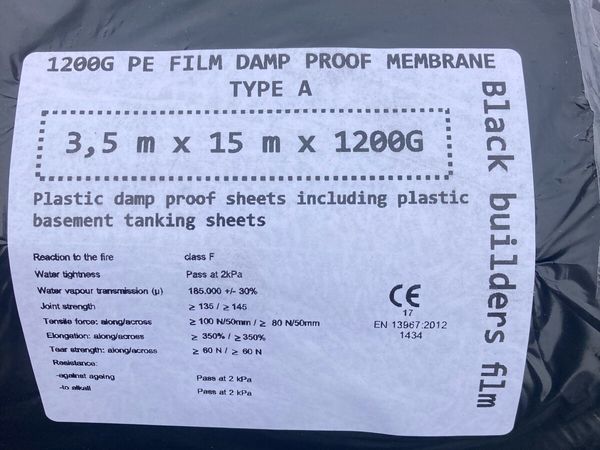 1200G PE FILM DAMP PROOF MEMBRANE
TYPE A
3,5 m x 15 m x 1200G
Plastic damp proof sheets including plastic
basement tanking sheets
Reaction to the fire class F
Water tightness Pass at 2kPa
Water vapour transmission (µ) 185.000 +/- 30%
Joint strength ≥ 135 / ≥ 145
Tensile force: along/across ≥ 100 N/50mm / ≥ 80 N/50mm
Elongation: along/across ≥ 350% / ≥ 350%
Tear strength: along/across ≥ 60 N / ≥ 60 N
Resistance:
-against ageing Pass at 2 kPa
-to alkali Pass at 2 kPa
CE
17
EN 13967:2012
1434
Black builders film